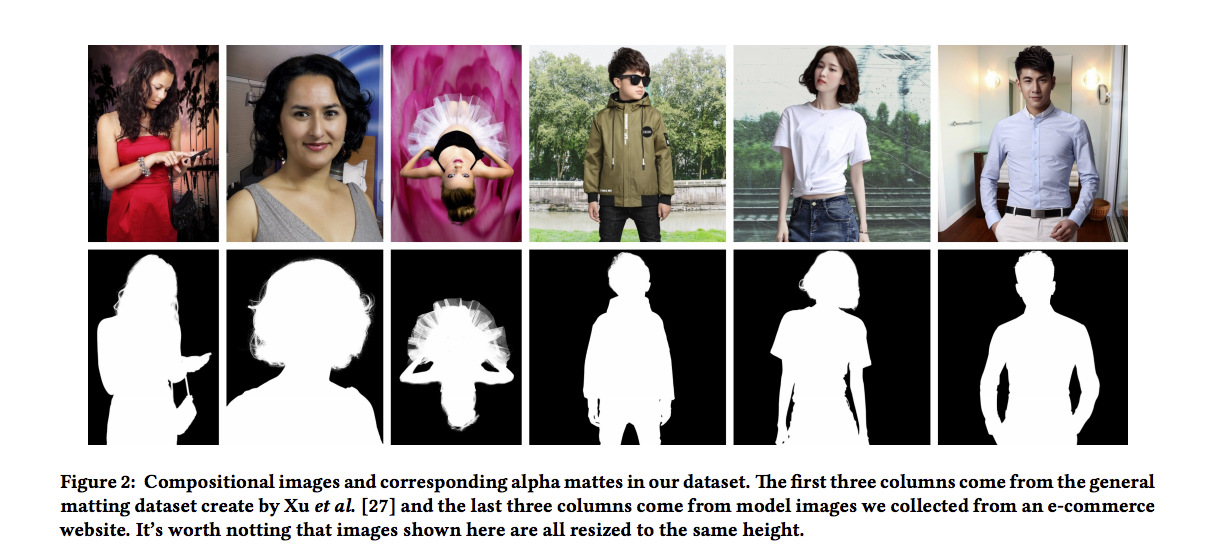 Figure 2: Compositional images and corresponding alpha mattes in our dataset. The first three columns come from the general
matting dataset create by Xu et al. [27] and the last three columns come from model images we collected from an e-commerce
website. It's worth notting that images shown here are all resized to the same height.